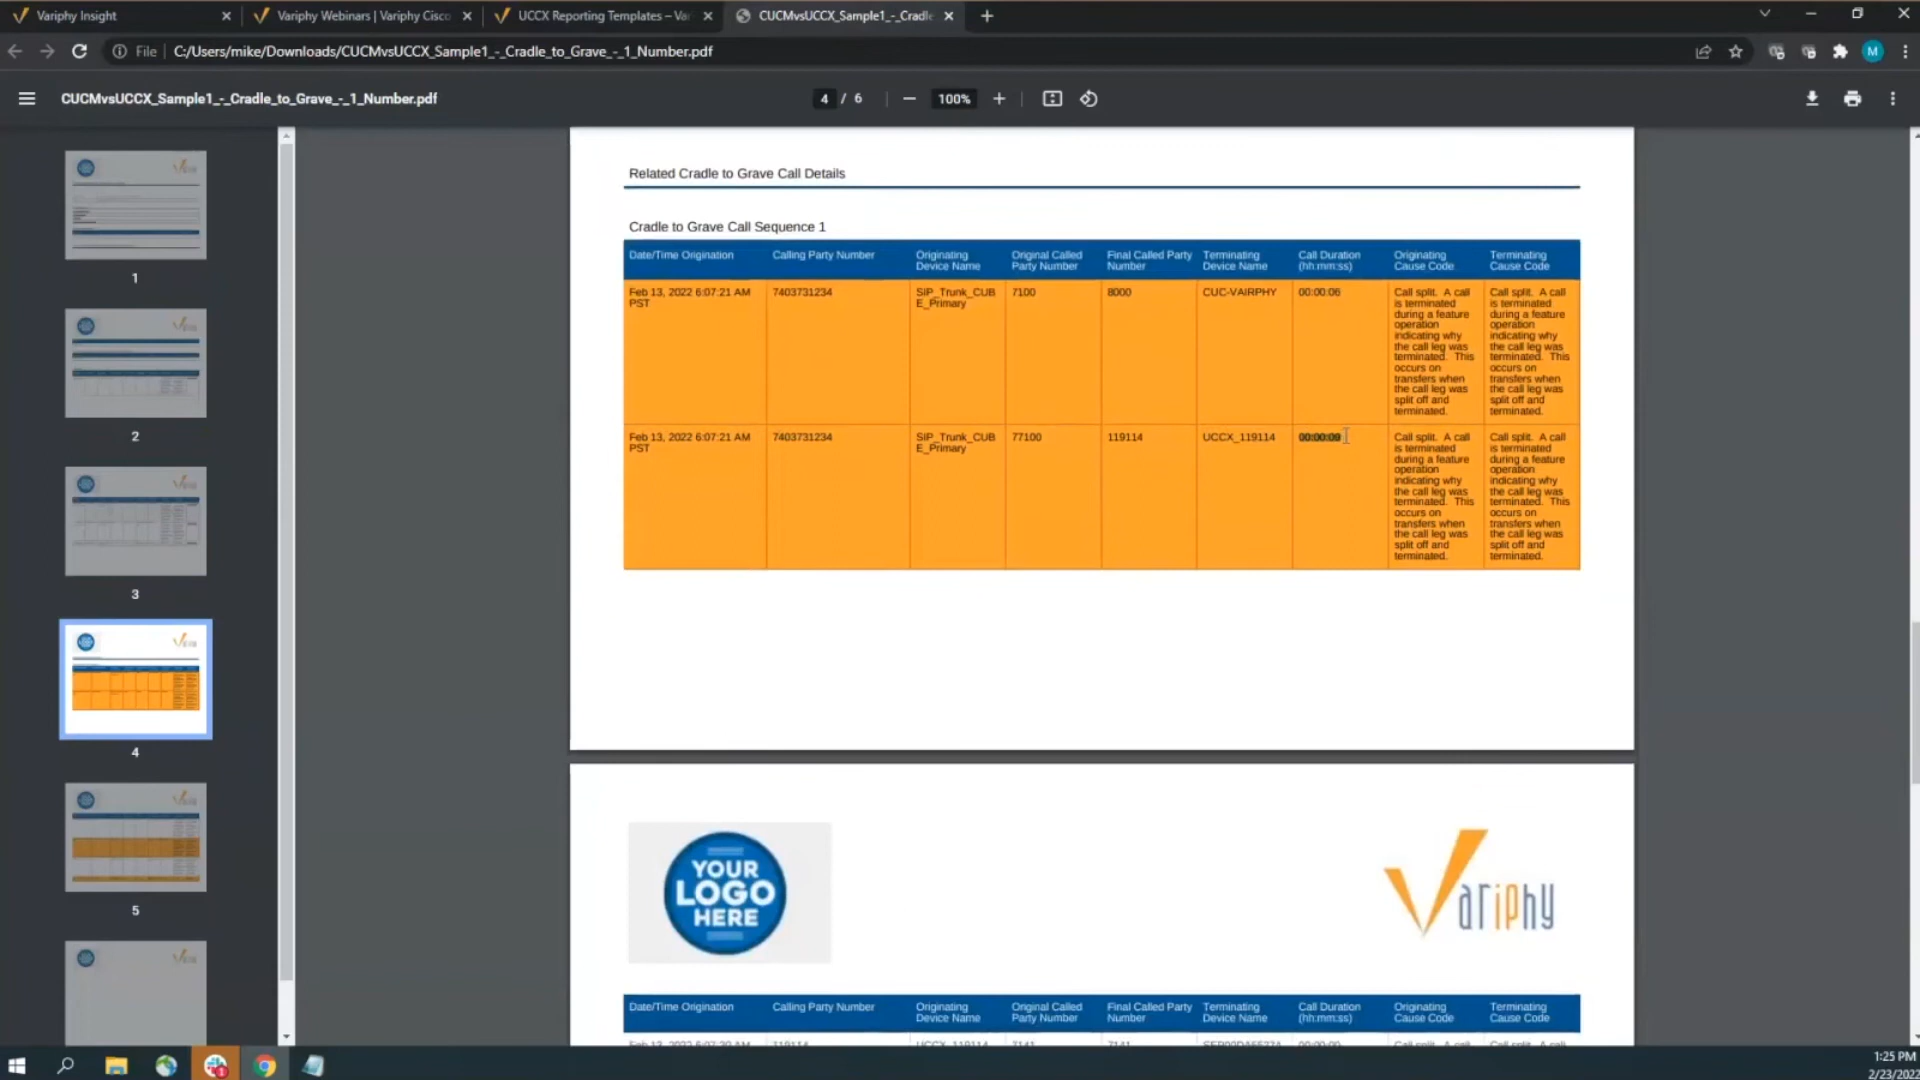 Variphy Insight
Variphy Webinars | Variphy Cisco
UCCX Reporting Templates – Var
CUCMvsUCCX_Sample1_-_Cradle
File
C:/Users/mike/Downloads/CUCMvsUCCX_Sample1_-_Cradle_to_Grave_-_1_Number.pdf
M
CUCMvsUCCX_Sample1_-_Cradle_to_Grave_-_1_Number.pdf
4 / 6
100%
1
2
3
4
5
Related Cradle to Grave Call Details
Cradle to Grave Call Sequence 1
Date/Time Origination
Calling Party Number
Originating
Device Name
Original Called
Party Number
Final Called Party
Number
Terminating
Device Name
Call Duration
(hh:mm:ss)
Originating
Cause Code
Terminating
Cause Code
Feb 13, 2022 6:07:21 AM
PST
7403731234
SIP_Trunk_CUB
E_Primary
7100
8000
CUC-VAIRPHY
00:00:06
Call split. A call
is terminated
during a feature
operation
indicating why
the call leg was
terminated. This
occurs on
transfers when
the call leg was
split off and
terminated.
Call split. A call
is terminated
during a feature
operation
indicating why
the call leg was
terminated. This
occurs on
transfers when
the call leg was
split off and
terminated.
Feb 13, 2022 6:07:21 AM
PST
7403731234
SIP_Trunk_CUB
E_Primary
77100
119114
UCCX_119114
Call split. A call
is terminated
during a feature
operation
indicating why
the call leg was
terminated. This
occurs on
transfers when
the call leg was
split off and
terminated.
Call split. A call
is terminated
during a feature
operation
indicating why
the call leg was
terminated. This
occurs on
transfers when
the call leg was
split off and
terminated.
YOUR
LOGO
HERE
Variphy
Date/Time Origination
Calling Party Number
Originating
Device Name
Original Called
Party Number
Final Called Party
Number
Terminating
Device Name
Call Duration
(hh:mm:ss)
Originating
Cause Code
Terminating
Cause Code
1:25 PM
2/23/2022